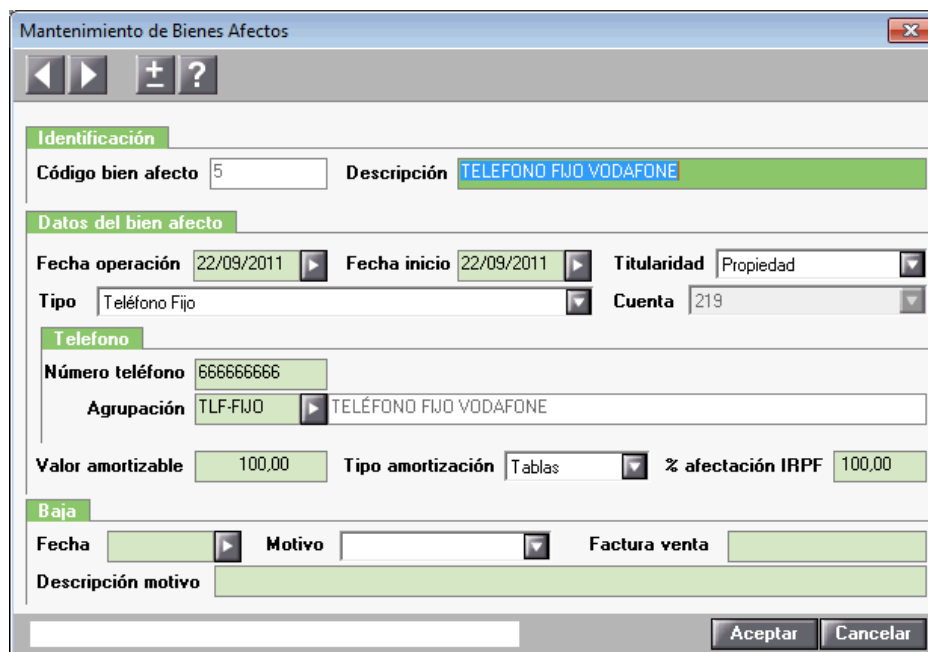 Mantenimiento de Bienes Afectos
± ?
Identificación
Código bien afecto 5 Descripción TELEFONO FIJO VODAFONE
Datos del bien afecto
Fecha operación 22/09/2011 Fecha inicio 22/09/2011 Titularidad Propiedad
Tipo Teléfono Fijo Cuenta 219
Telefono
Número teléfono 666666666
Agrupación TLF-FIJO TELÉFONO FIJO VODAFONE
Valor amortizable 100,00 Tipo amortización Tablas % afectación IRPF 100,00
Baja
Fecha Motivo Factura venta
Descripción motivo
Aceptar Cancelar